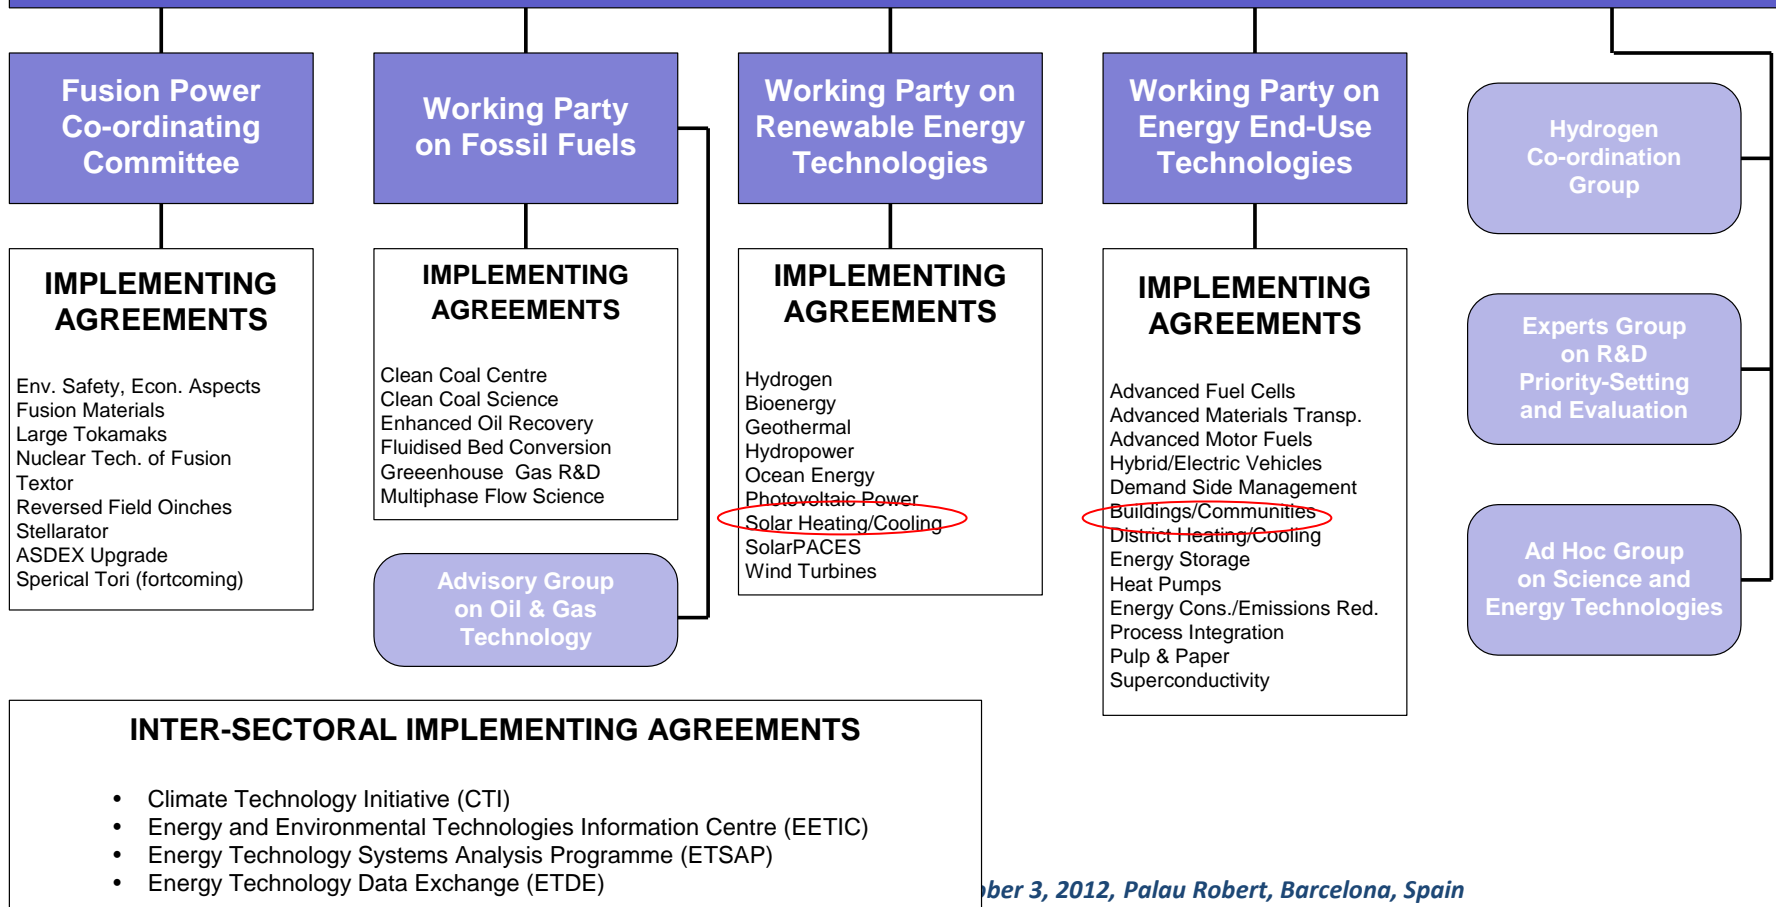 Fusion Power
Co-ordinating
Committee
Working Party
on Fossil Fuels
Working Party on
Renewable Energy
Technologies
Working Party on
Energy End-Use
Technologies
Hydrogen
Co-ordination
Group
IMPLEMENTING
AGREEMENTS
Env. Safety, Econ. Aspects
Fusion Materials
Large Tokamaks
Nuclear Tech. of Fusion
Textor
Reversed Field Oinches
Stellarator
ASDEX Upgrade
Sperical Tori (fortcoming)
IMPLEMENTING
AGREEMENTS
Clean Coal Centre
Clean Coal Science
Enhanced Oil Recovery
Fluidised Bed Conversion
Greeenhouse Gas R&D
Multiphase Flow Science
Advisory Group
on Oil & Gas
Technology
IMPLEMENTING
AGREEMENTS
Hydrogen
Bioenergy
Geothermal
Hydropower
Ocean Energy
Photovoltaic Power
Solar Heating/Cooling
SolarPACES
Wind Turbines
IMPLEMENTING
AGREEMENTS
Advanced Fuel Cells
Advanced Materials Transp.
Advanced Motor Fuels
Hybrid/Electric Vehicles
Demand Side Management
Buildings/Communities
District Heating/Cooling
Energy Storage
Heat Pumps
Energy Cons./Emissions Red.
Process Integration
Pulp & Paper
Superconductivity
Experts Group
on R&D
Priority-Setting
and Evaluation
Ad Hoc Group
on Science and
Energy Technologies
INTER-SECTORAL IMPLEMENTING AGREEMENTS
• Climate Technology Initiative (CTI)
• Energy and Environmental Technologies Information Centre (EETIC)
• Energy Technology Systems Analysis Programme (ETSAP)
• Energy Technology Data Exchange (ETDE)
ber 3, 2012, Palau Robert, Barcelona, Spain